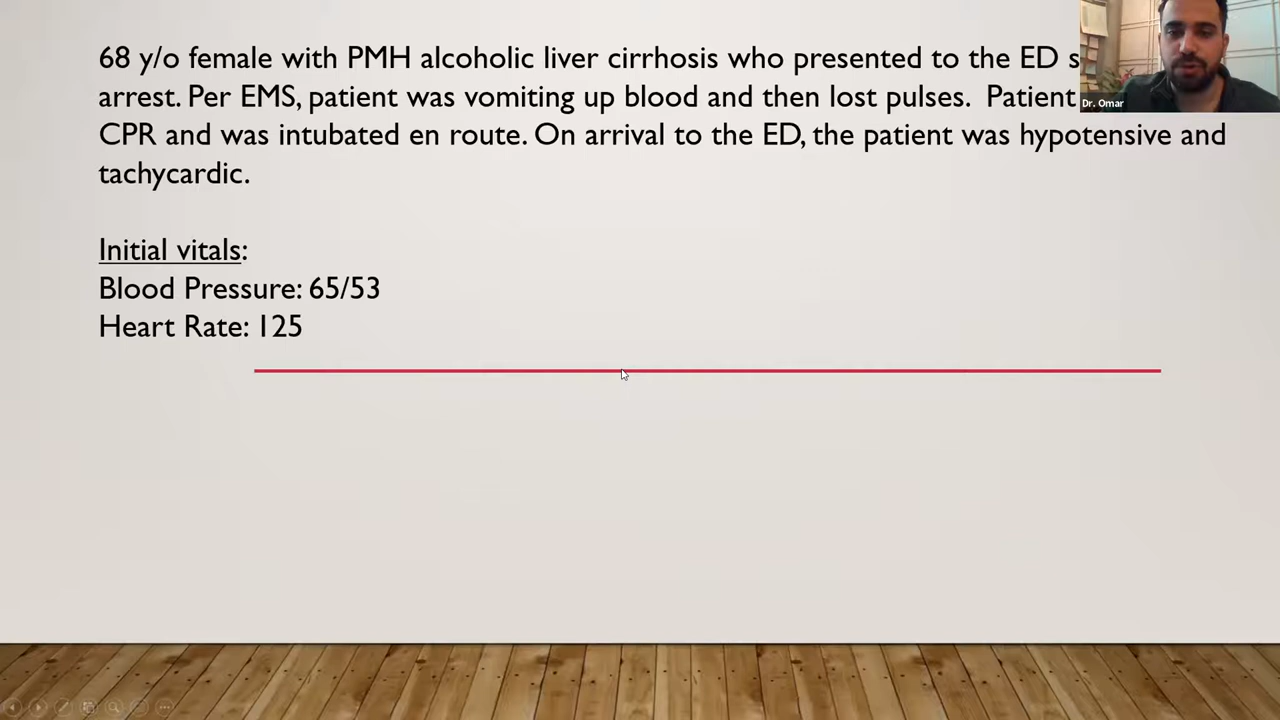 68 y/o female with PMH alcoholic liver cirrhosis who presented to the ED
arrest. Per EMS, patient was vomiting up blood and then lost pulses. Patient
CPR and was intubated en route. On arrival to the ED, the patient was hypotensive and
tachycardic.
Initial vitals:
Blood Pressure: 65/53
Heart Rate: 125
Dr. Omar